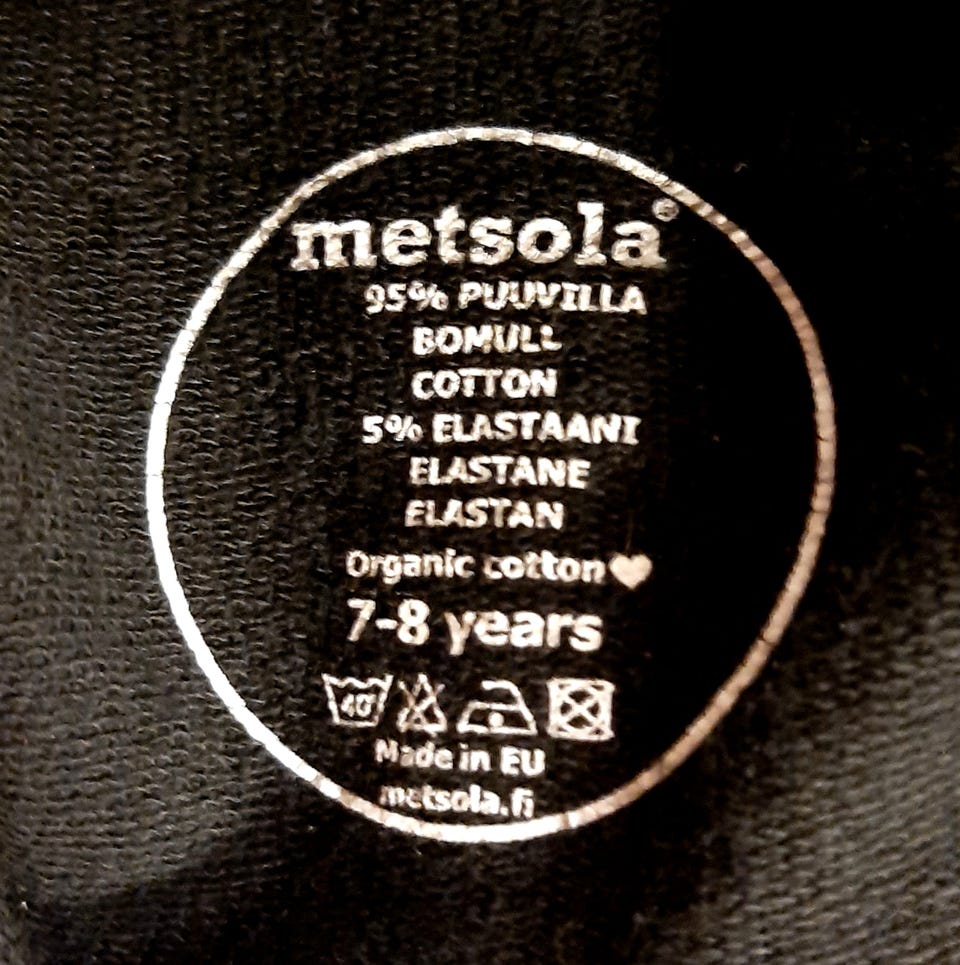 metsola®
95% PUUVILLA
BOMULL
COTTON
5% ELASTAANI
ELASTANE
ELASTAN
Organic cotton♥
7-8 years
40°
Made in EU
metsola.fi